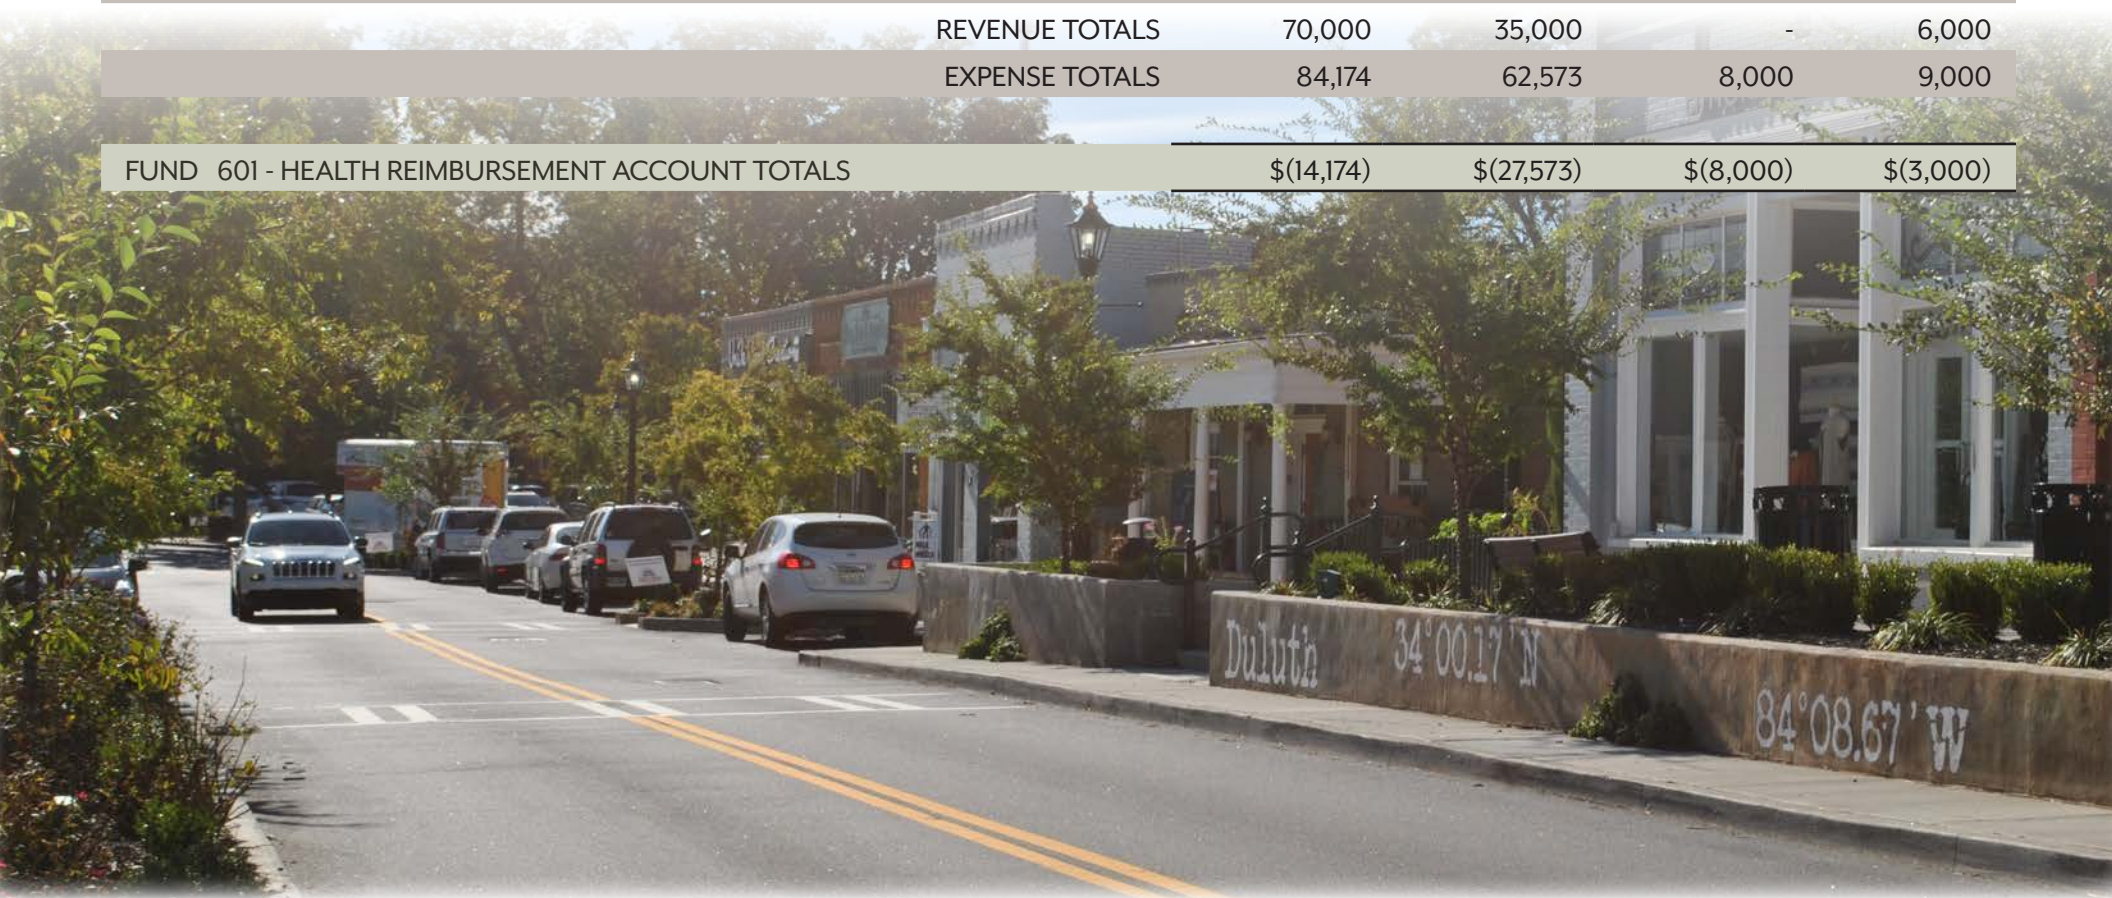 REVENUE TOTALS 70,000 35,000 - 6,000
EXPENSE TOTALS 84,174 62,573 8,000 9,000
FUND 601 - HEALTH REIMBURSEMENT ACCOUNT TOTALS $(14,174) $(27,573) $(8,000) $(3,000)
Duluth 34°00.17'N
84°08.67'W